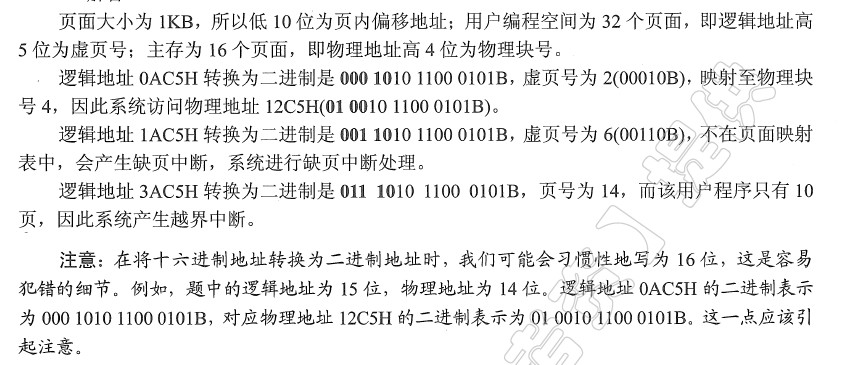 页面大小为 1KB，所以低 10 位为页内偏移地址；用户编程空间为 32 个页面，即逻辑地址高
5 位为虚页号；主存为 16 个页面，即物理地址高 4 位为物理块号。
逻辑地址 0AC5H 转换为二进制是 000 1010 1100 0101B，虚页号为 2(00010B)，映射至物理块
号 4，因此系统访问物理地址 12C5H(01 0010 1100 0101B)。
逻辑地址 1AC5H 转换为二进制是 001 1010 1100 0101B，虚页号为 6(00110B)，不在页面映射
表中，会产生缺页中断，系统进行缺页中断处理。
逻辑地址 3AC5H 转换为二进制是 011 1010 1100 0101B，页号为 14，而该用户程序只有 10
页，因此系统产生越界中断。
注意：在将十六进制地址转换为二进制地址时，我们可能会习惯性地写为 16 位，这是容易
犯错的细节。例如，题中的逻辑地址为 15 位，物理地址为 14 位。逻辑地址 0AC5H 的二进制表示
为 000 1010 1100 0101B，对应物理地址 12C5H 的二进制表示为 01 0010 1100 0101B。这一点应该引
起注意。
】提供